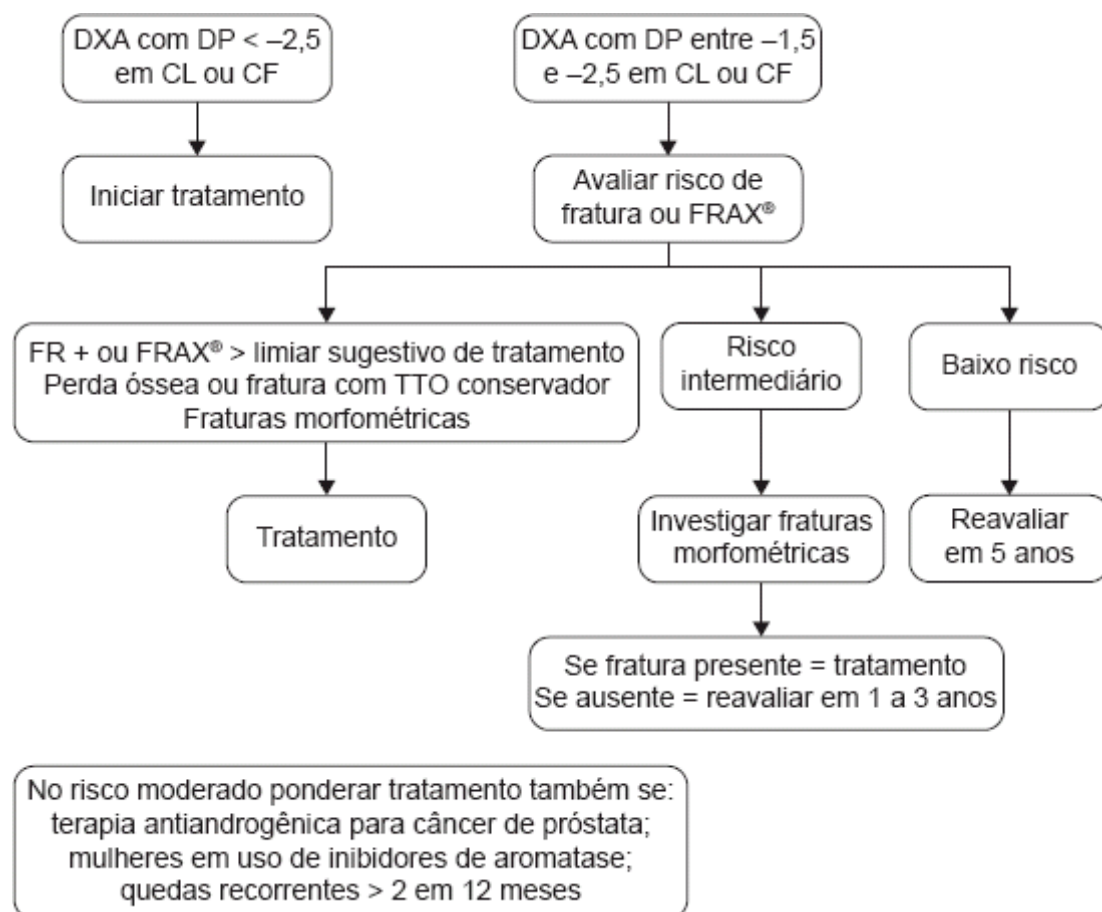 DXA com DP < –2,5
em CL ou CF
DXA com DP entre –1,5
e –2,5 em CL ou CF
Iniciar tratamento
Avaliar risco de
fratura ou FRAX®
FR + ou FRAX® > limiar sugestivo de tratamento
Perda óssea ou fratura com TTO conservador
Fraturas morfométricas
Risco
intermediário
Baixo risco
Tratamento
Investigar fraturas
morfométricas
Reavaliar
em 5 anos
Se fratura presente = tratamento
Se ausente = reavaliar em 1 a 3 anos
No risco moderado ponderar tratamento também se:
terapia antiandrogênica para câncer de próstata;
mulheres em uso de inibidores de aromatase;
quedas recorrentes > 2 em 12 meses